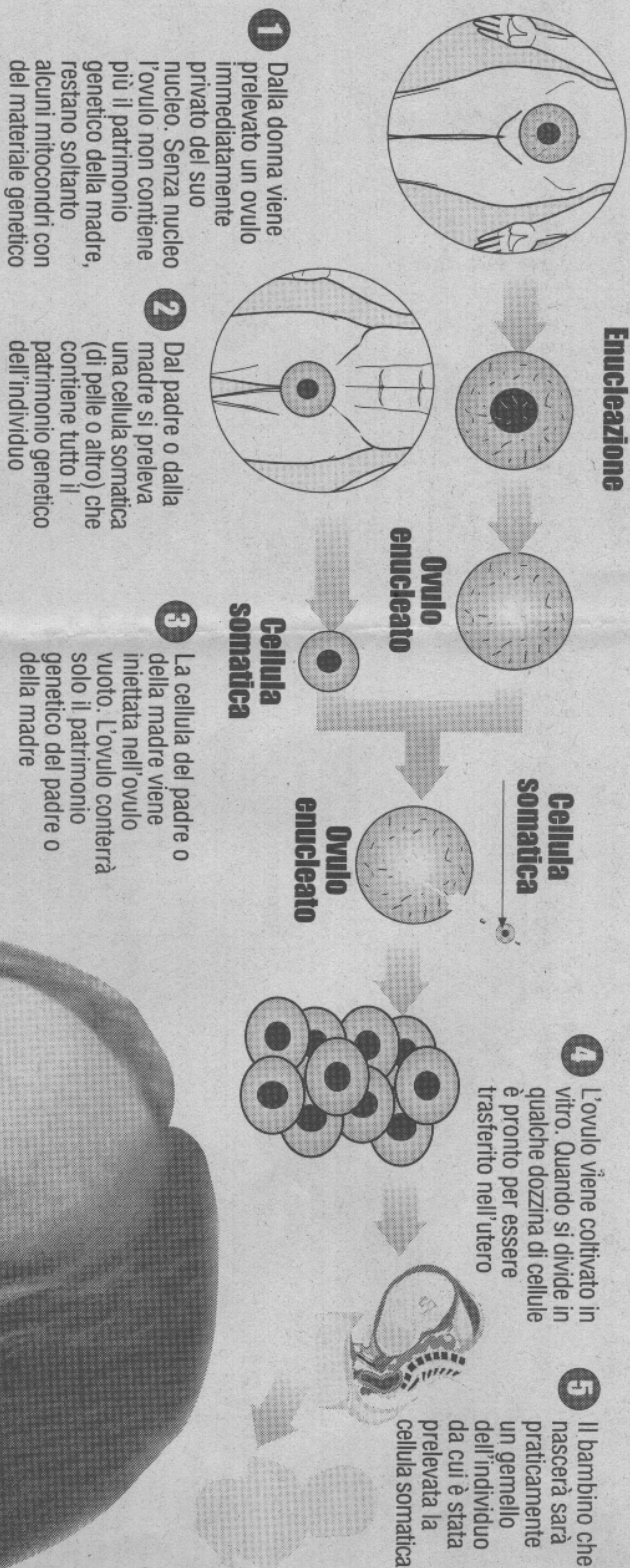 Enucleazione
Ovulo
enucleato
Cellula
somatica
Cellula
somatica
Ovulo
enucleato
1 Dalla donna viene
prelevato un ovulo
immediatamente
privato del suo
nucleo. Senza nucleo
l'ovulo non contiene
più il patrimonio
genetico della madre,
restano soltanto
alcuni mitocondri con
del materiale genetico
2 Dal padre o dalla
madre si preleva
una cellula somatica
(di pelle o altro) che
contiene tutto il
patrimonio genetico
dell'individuo
3 La cellula del padre o
della madre viene
iniettata nell'ovulo
vuoto. L'ovulo conterrà
solo il patrimonio
genetico del padre o
della madre
4 L'ovulo viene coltivato in
vitro. Quando si divide in
qualche dozzina di cellule
è pronto per essere
trasferito nell'utero
5 Il bambino che
nascerà sarà
praticamente
un gemello
dell'individuo
da cui è stata
prelevata la
cellula somatica